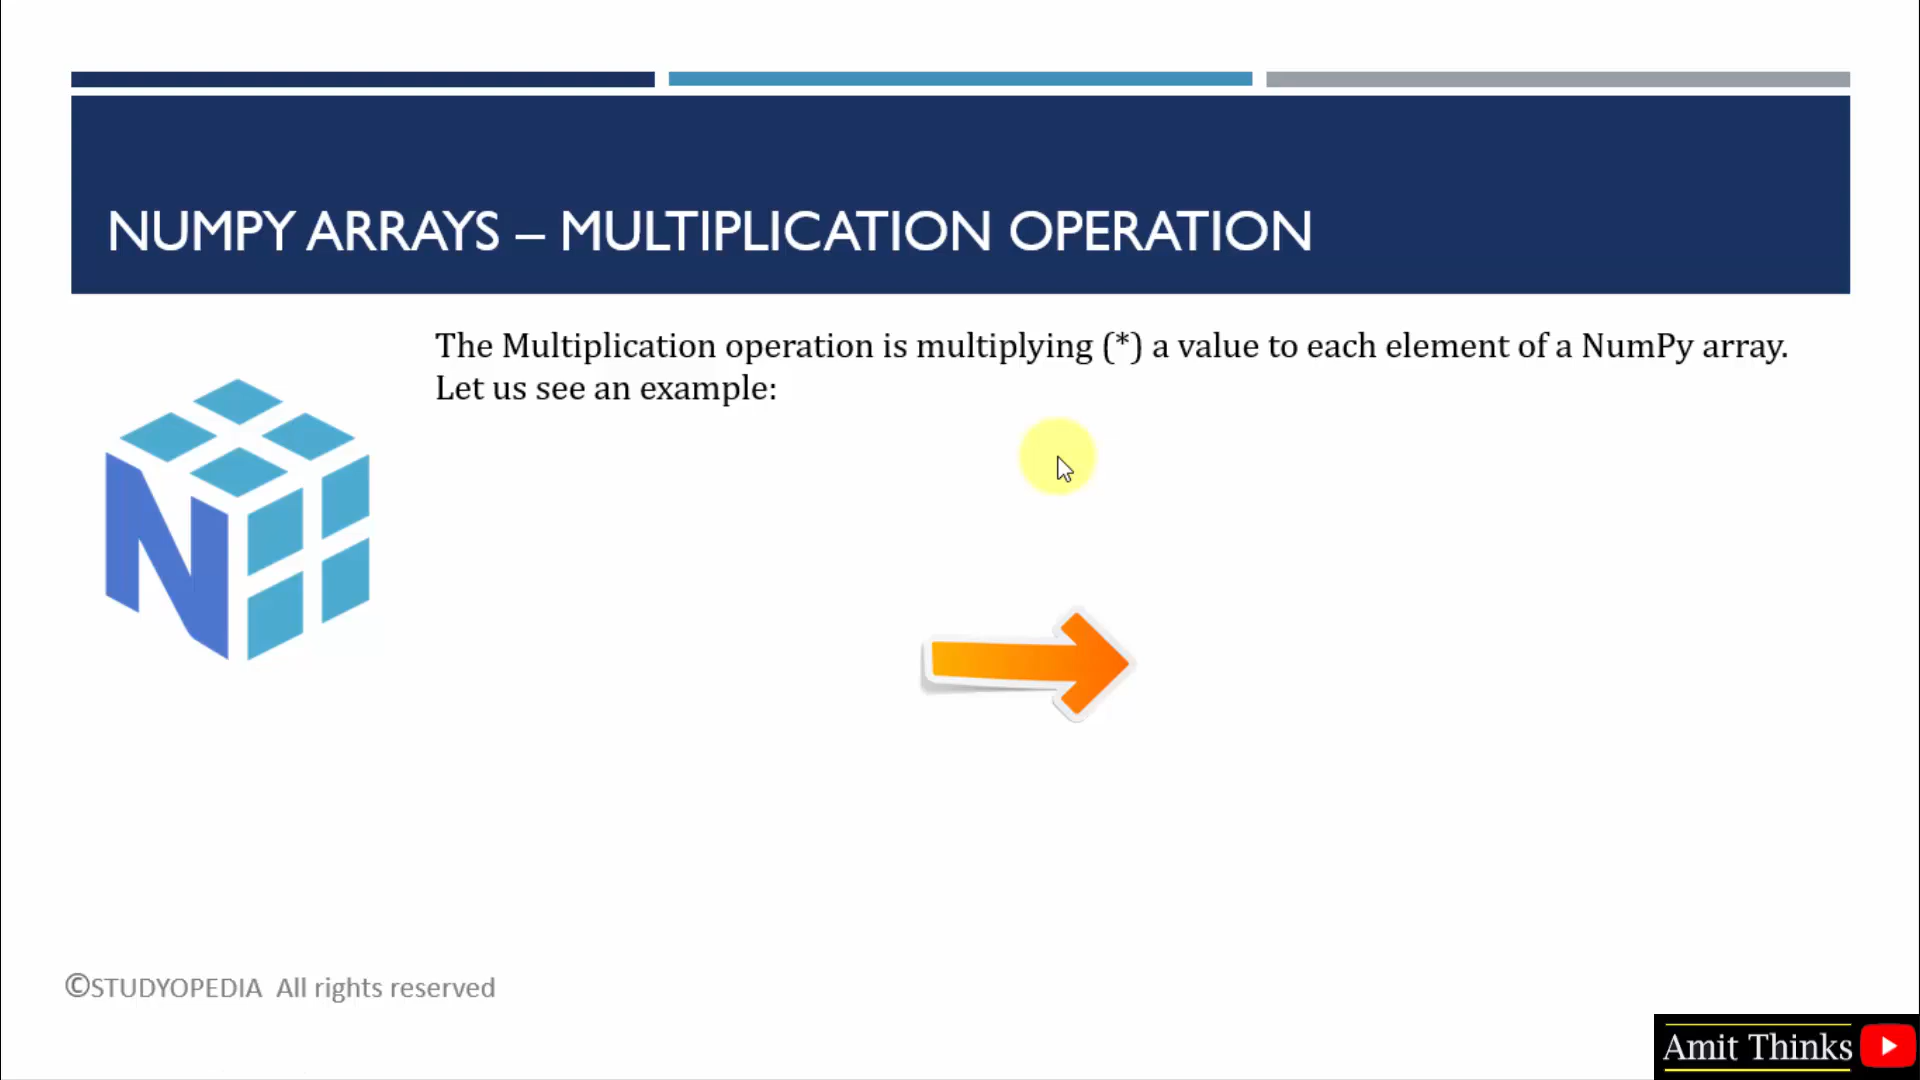 NUMPY ARRAYS – MULTIPLICATION OPERATION
The Multiplication operation is multiplying (*) a value to each element of a NumPy array.
Let us see an example:
©STUDYOPEDIA All rights reserved
Amit Thinks